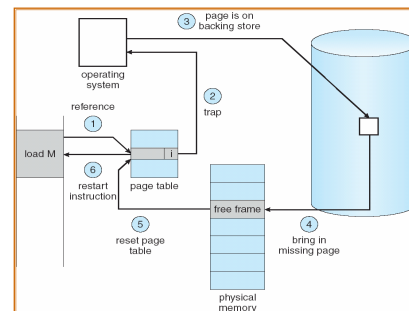 3
page is on
backing store
operating
system
2
trap
reference
1
load M
i
6
restart
instruction
page table
5
reset page
table
free frame
4
bring in
missing page
physical
memory